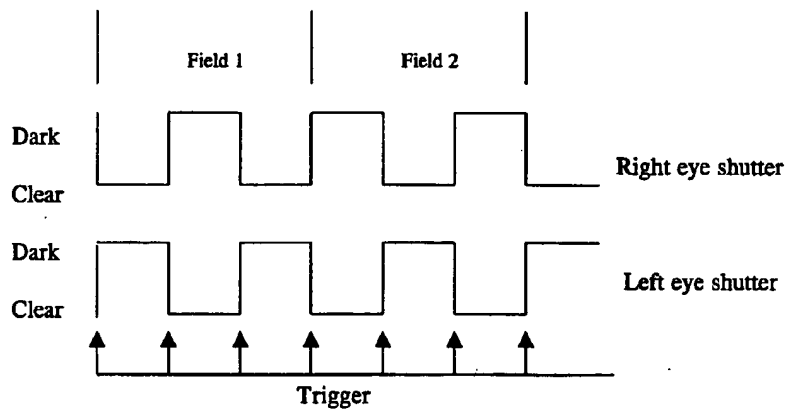 Field 1 Field 2
Dark
Right eye shutter
Clear
Dark
Left eye shutter
Clear
Trigger